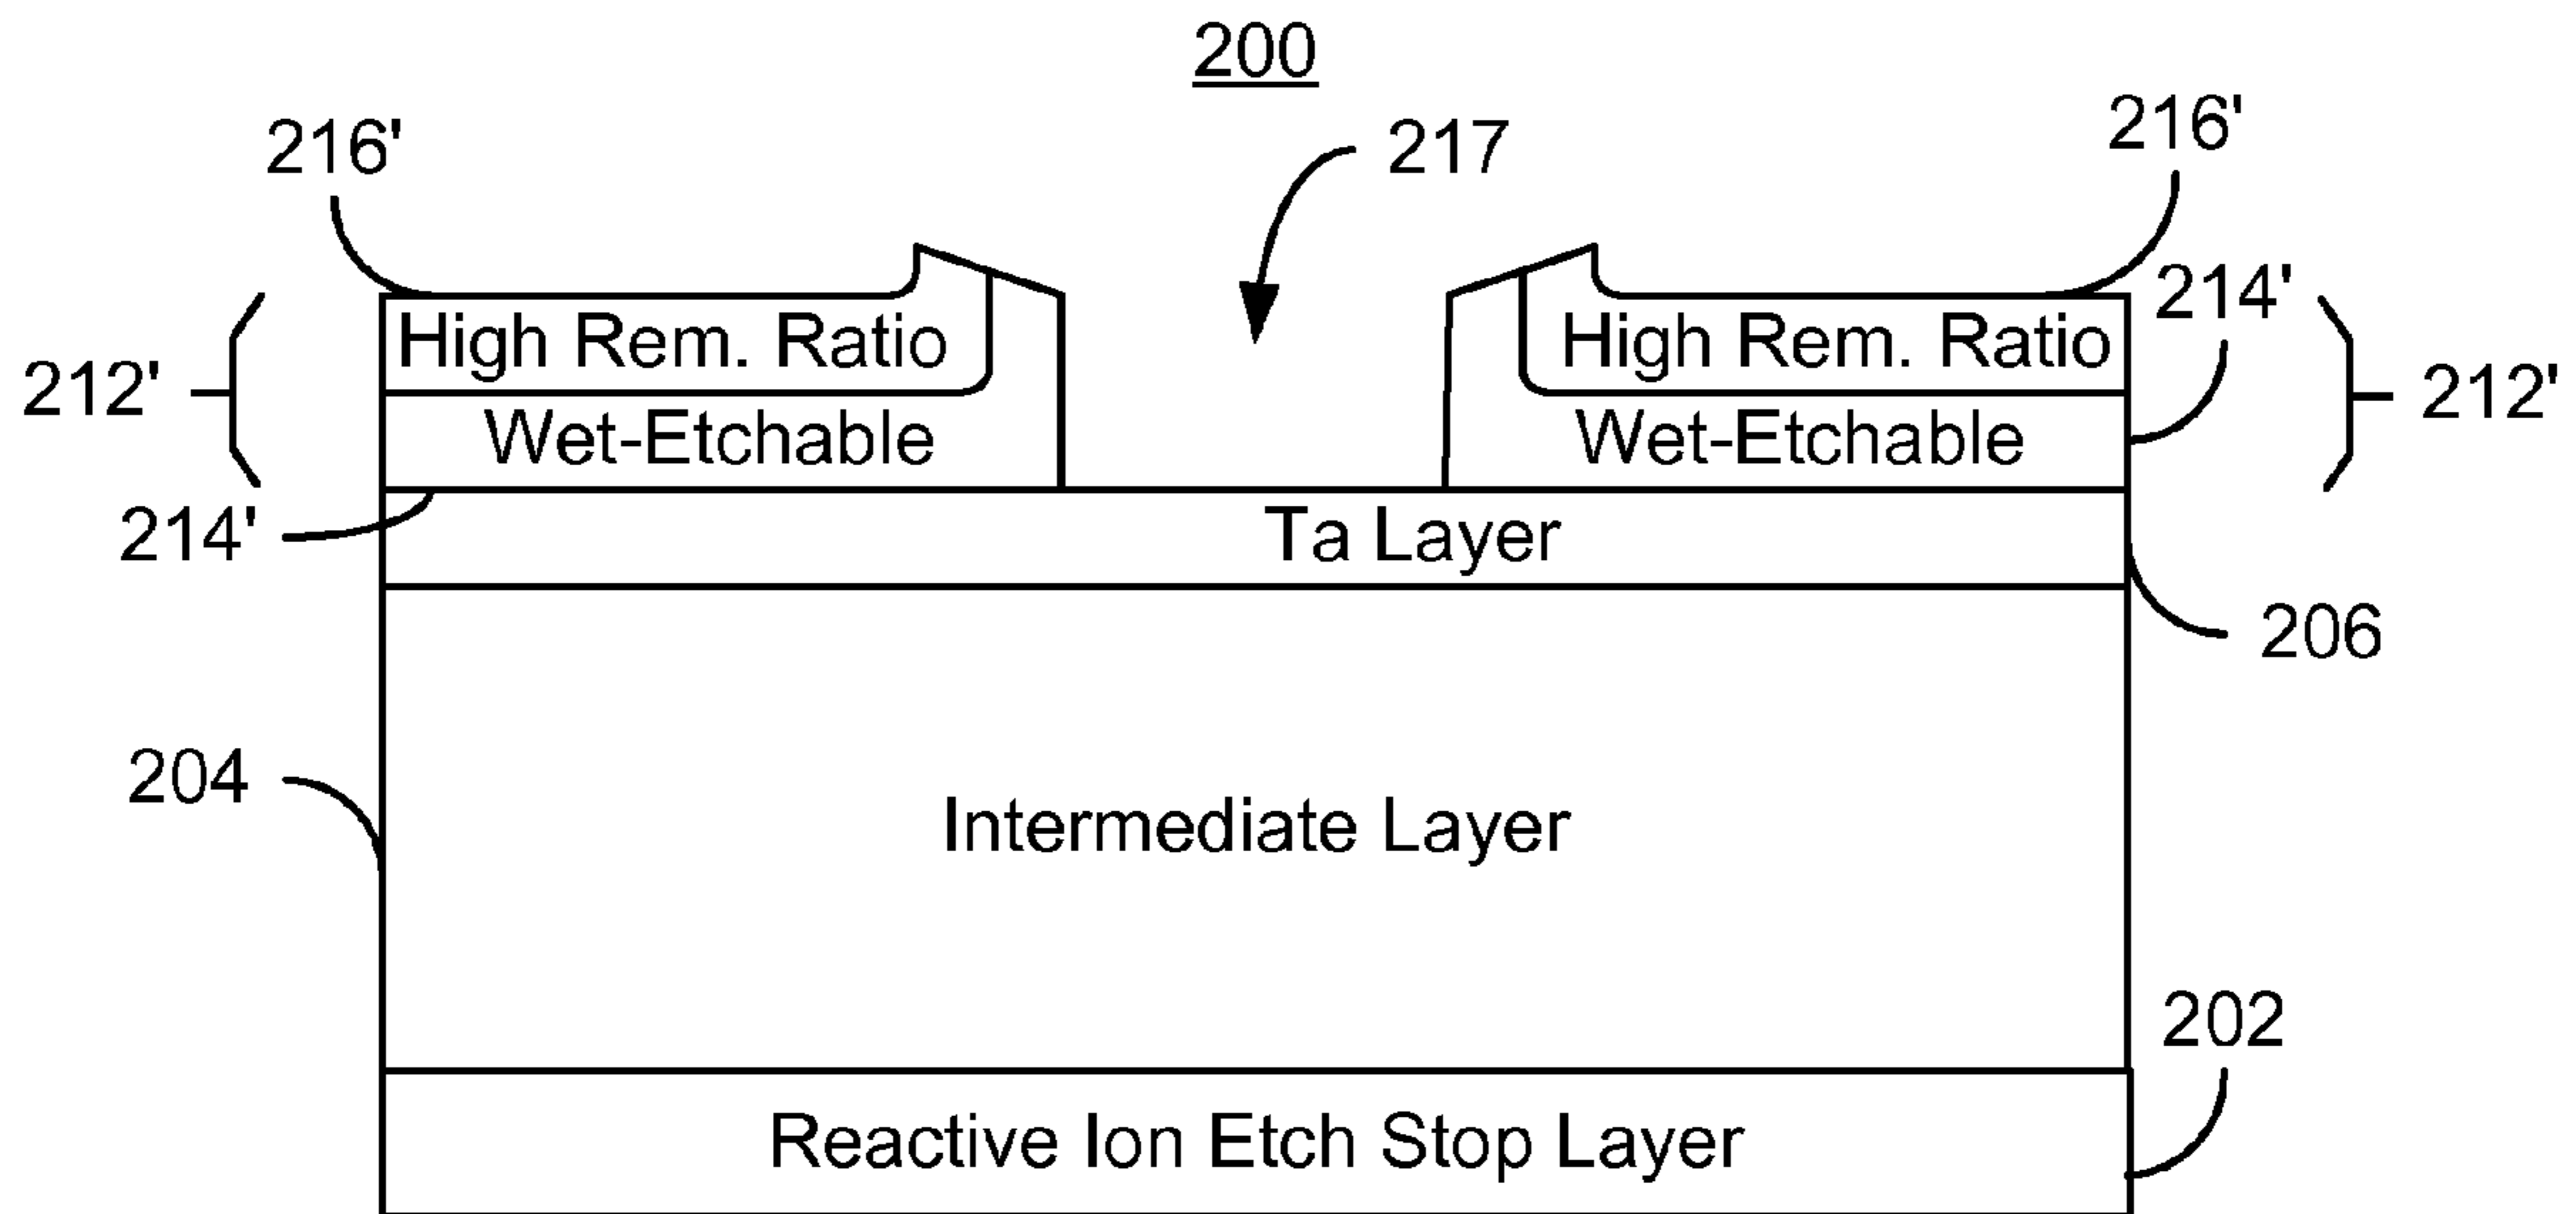 200
216'
217
216'
214'
High Rem. Ratio
High Rem. Ratio
212'
212'
Wet-Etchable
Wet-Etchable
214'
Ta Layer
206
204
Intermediate Layer
202
Reactive Ion Etch Stop Layer